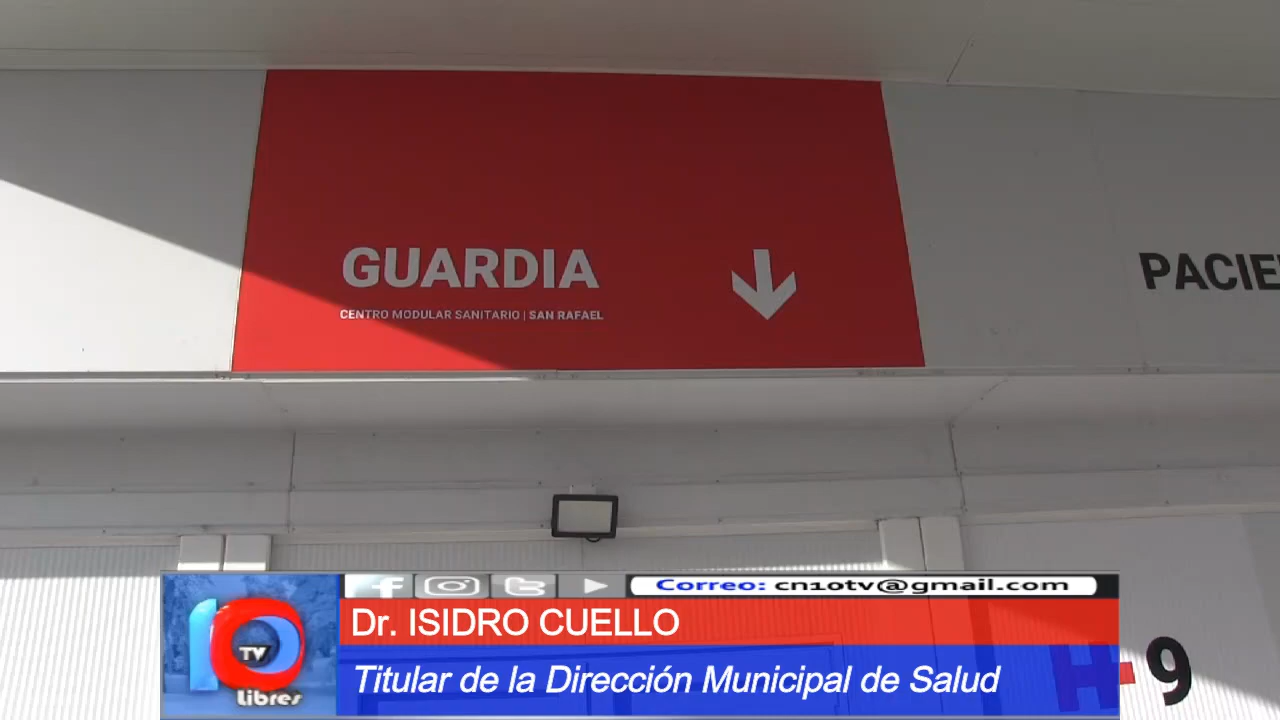 GUARDIA
CENTRO MODULAR SANITARIO | SAN RAFAEL
PACIE
H-9
Correo: cn10tv@gmail.com
10
TV
Libres
Dr. ISIDRO CUELLO
Titular de la Dirección Municipal de Salud